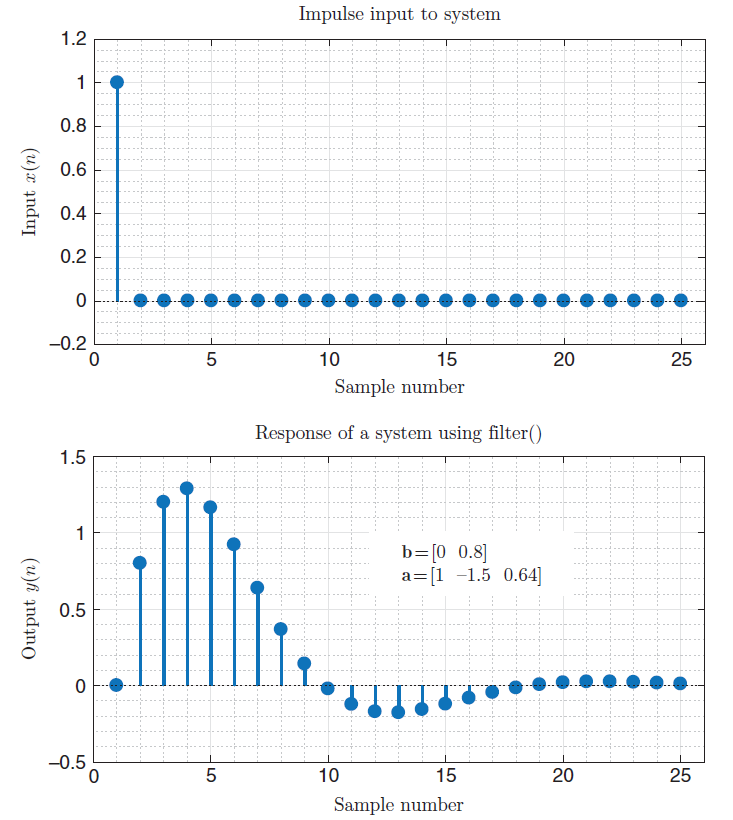 Impulse input to system
1.2
1
0.8
0.6
0.4
0.2
0
–0.2
Input x(n)
0 5 10 15 20 25
Sample number
Response of a system using filter()
1.5
1
0.5
0
–0.5
Output y(n)
b=[0 0.8]
a=[1 –1.5 0.64]
0 5 10 15 20 25
Sample number